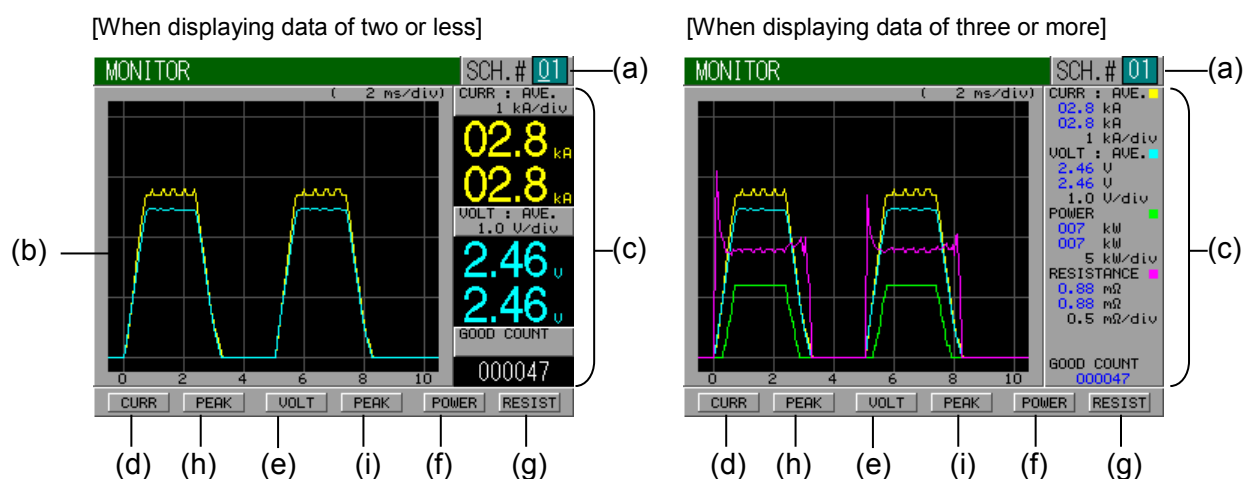 [When displaying data of two or less]
MONITOR
SCH.# 01
(a)
( 2 ms/div)
CURR : AVE.
1 kA/div
02.8 kA
02.8 kA
VOLT : AVE.
1.0 V/div
2.46 V
2.46 V
GOOD COUNT
000047
(b)
(c)
0 2 4 6 8 10
CURR PEAK VOLT PEAK POWER RESIST
(d) (h) (e) (i) (f) (g)
[When displaying data of three or more]
MONITOR
SCH.# 01
(a)
( 2 ms/div)
CURR : AVE.
02.8 kA
02.8 kA
1 kA/div
VOLT : AVE.
2.46 V
2.46 V
1.0 V/div
POWER
007 kW
007 kW
5 kW/div
RESISTANCE
0.88 mΩ
0.88 mΩ
0.5 mΩ/div
GOOD COUNT
000047
(c)
0 2 4 6 8 10
CURR PEAK VOLT PEAK POWER RESIST
(d) (h) (e) (i) (f) (g)